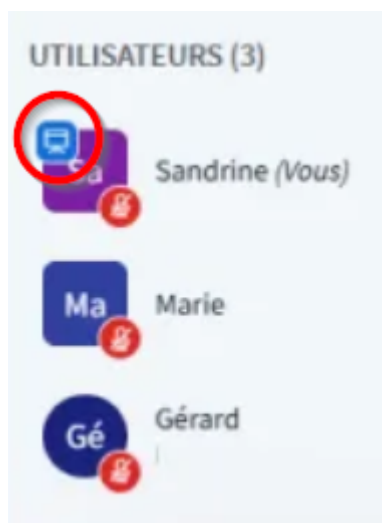 UTILISATEURS (3)
Sa
Sandrine (Vous)
Ma
Marie
Gé
Gérard